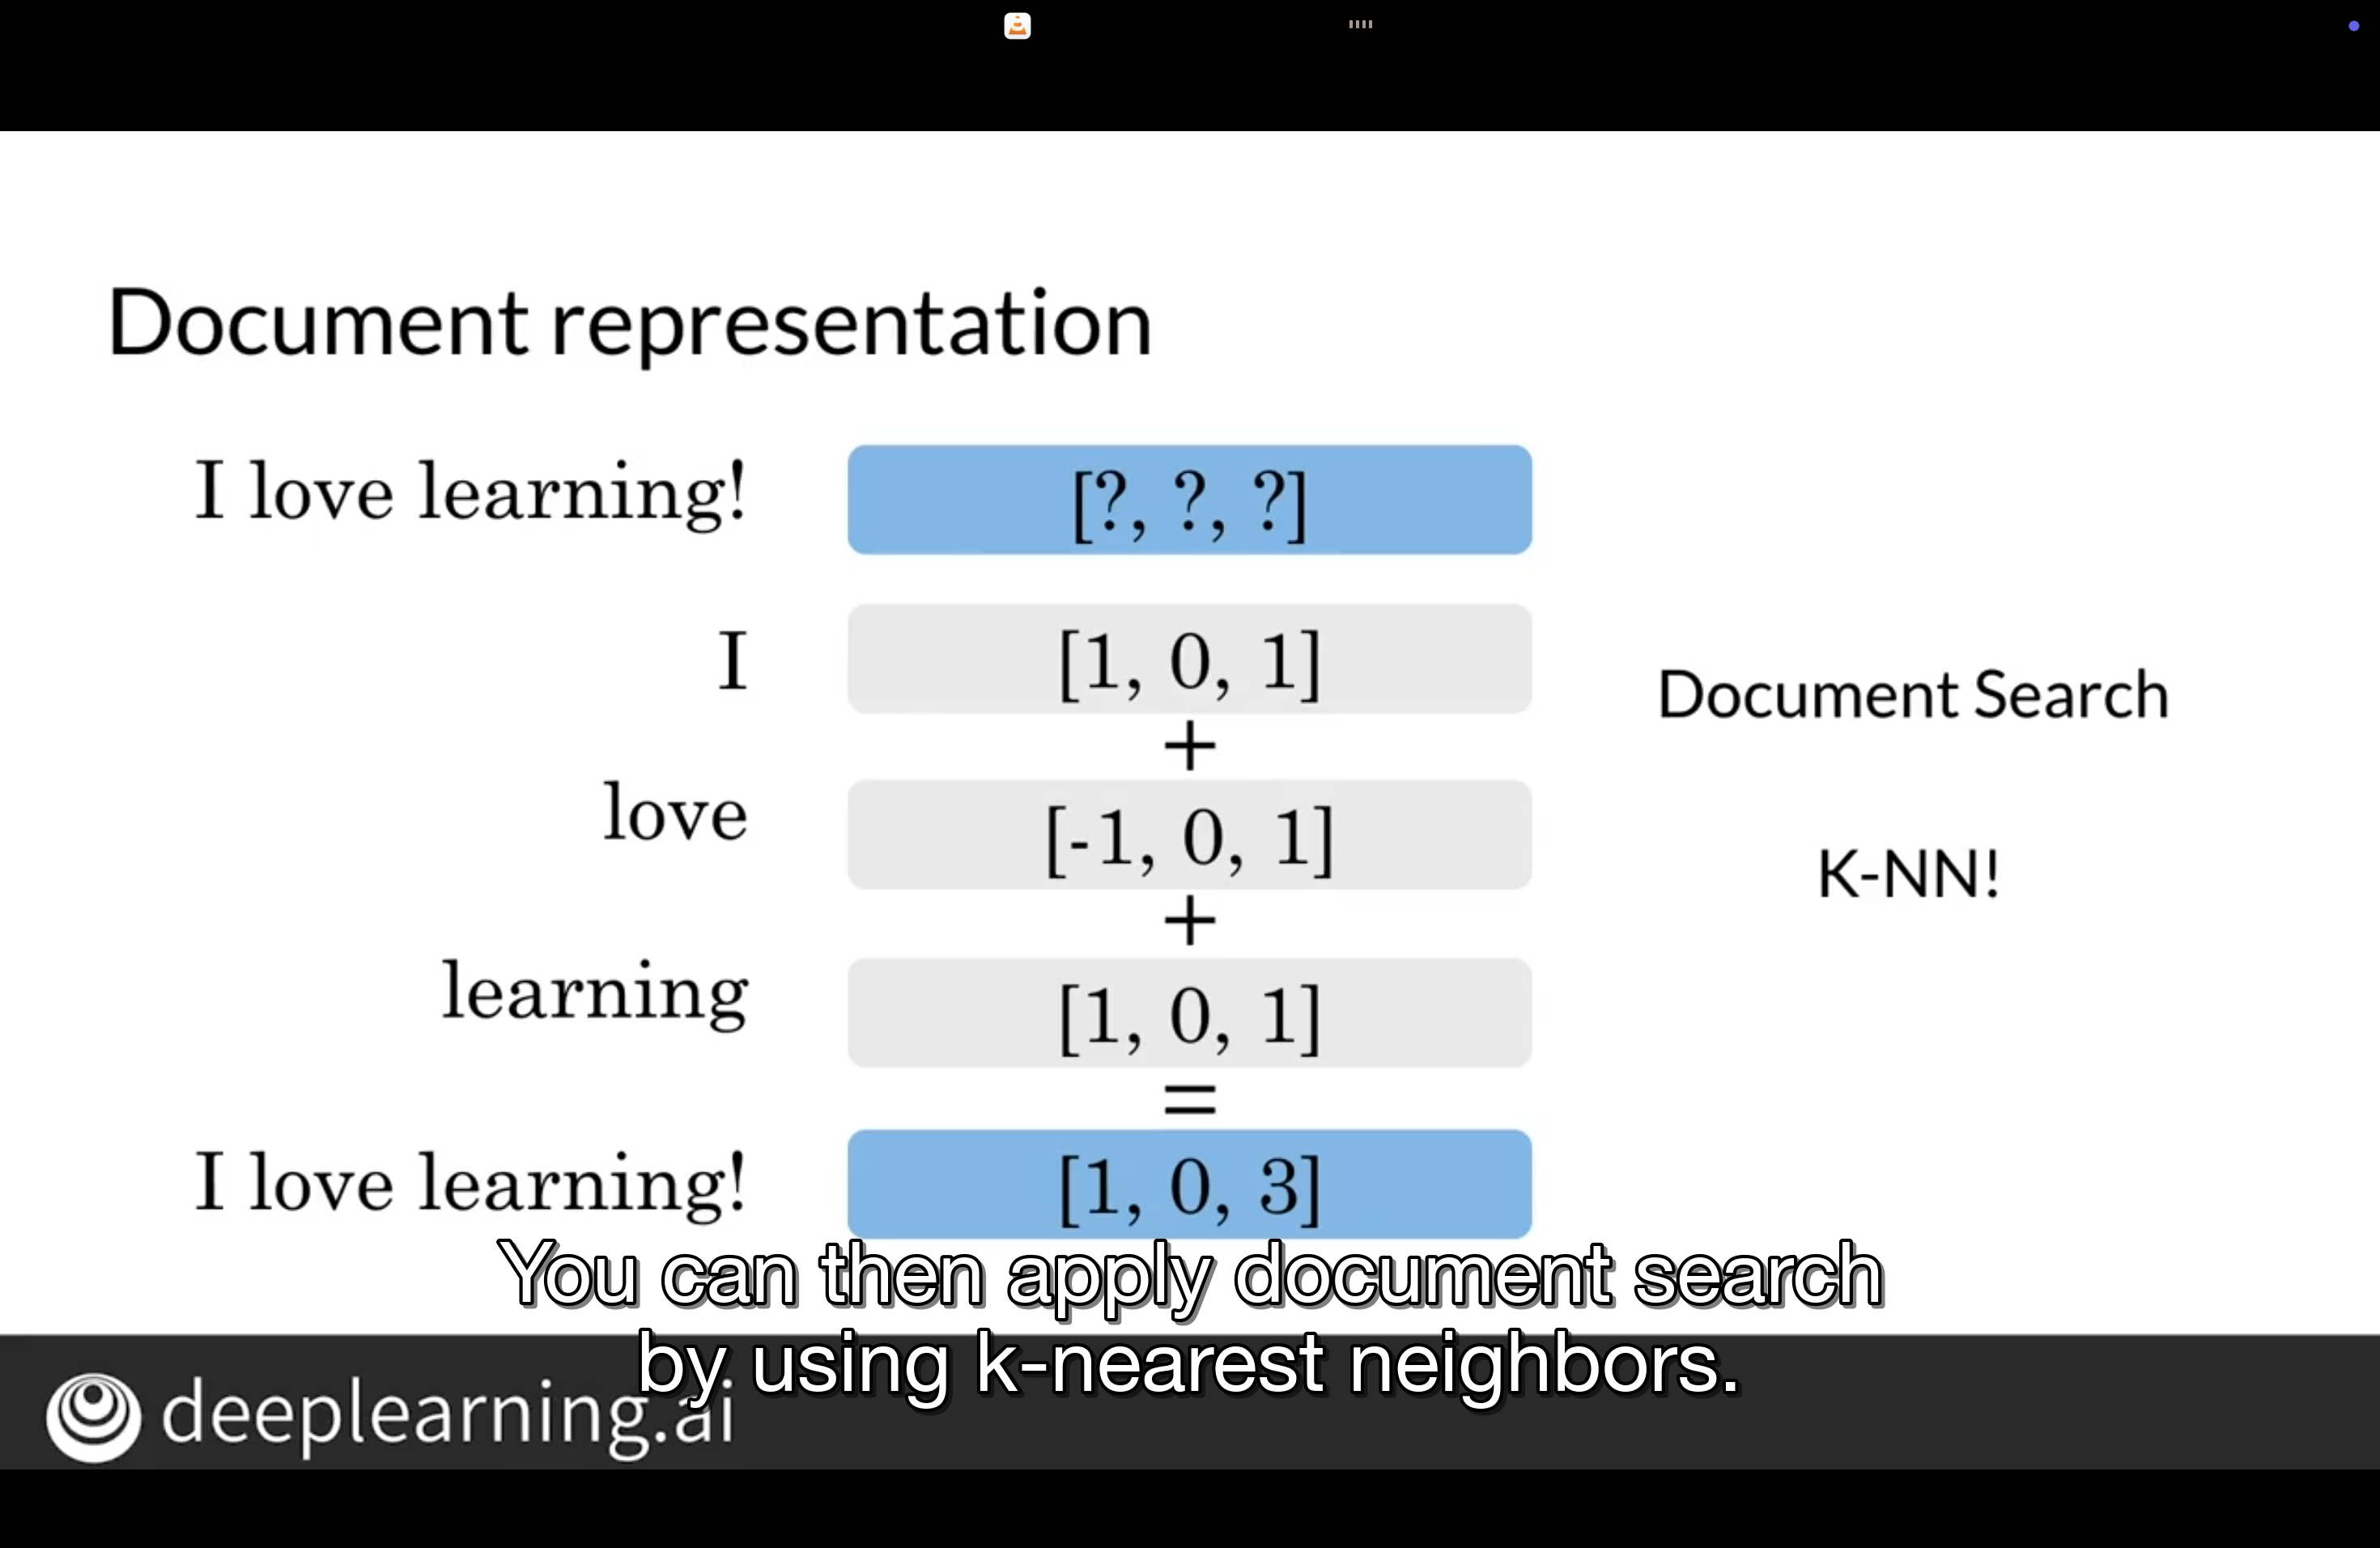 Document representation
I love learning!
[?, ?, ?]
I
[1, 0, 1]
+
love
[-1, 0, 1]
+
learning
[1, 0, 1]
=
I love learning!
[1, 0, 3]
Document Search
K-NN!
You can then apply document search
by using k-nearest neighbors.
deeplearning.ai